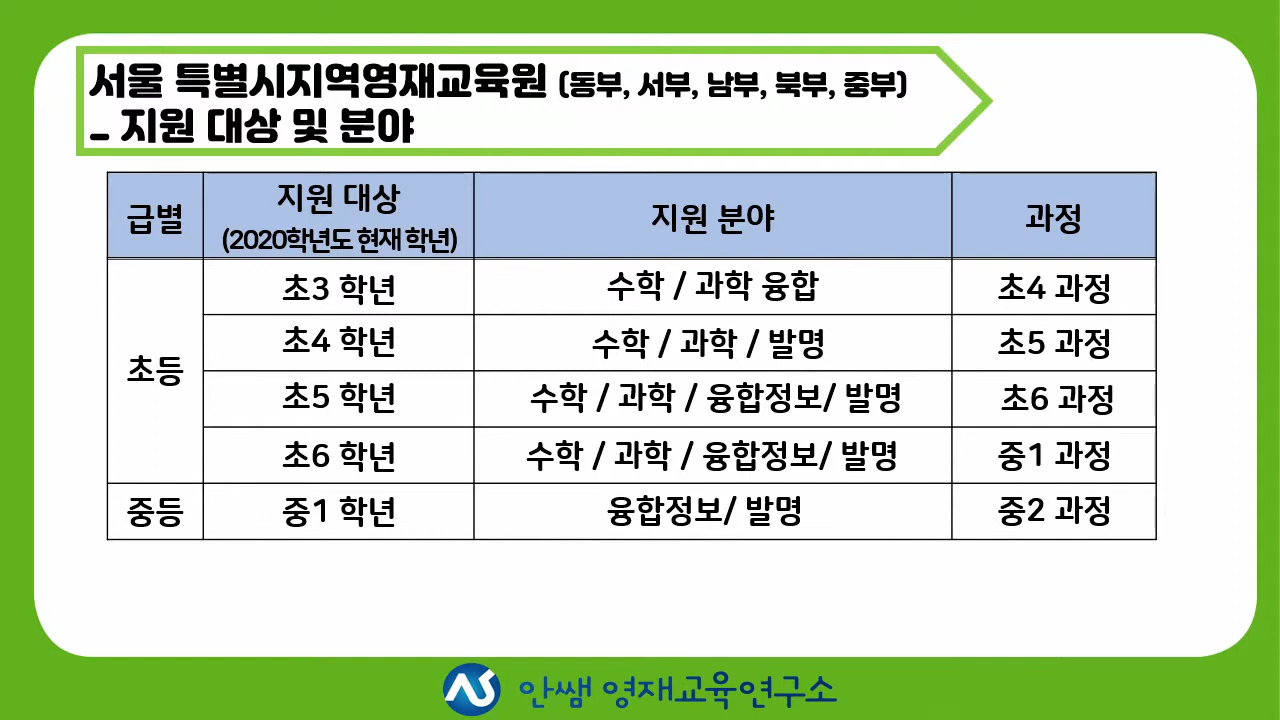 서울 특별시지역영재교육원 (동부, 서부, 남부, 북부, 중부)
- 지원 대상 및 분야
급별
지원 대상
(2020학년도 현재 학년)
지원 분야
과정
초등
초3 학년
수학 / 과학 융합
초4 과정
초4 학년
수학 / 과학 / 발명
초5 과정
초5 학년
수학 / 과학 / 융합정보/ 발명
초6 과정
초6 학년
수학 / 과학 / 융합정보/ 발명
중1 과정
중등
중1 학년
융합정보/ 발명
중2 과정
안쌤 영재교육연구소